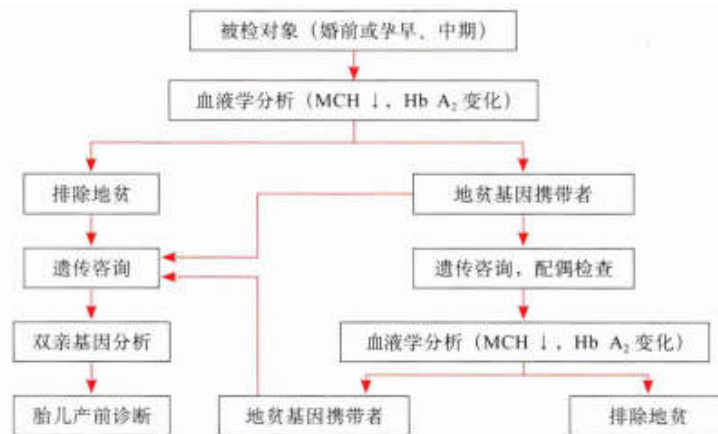 被检对象（婚前或孕早、中期）
血液学分析（MCH ↓，Hb A₂ 变化）
排除地贫
地贫基因携带者
遗传咨询
遗传咨询，配偶检查
双亲基因分析
血液学分析（MCH ↓，Hb A₂ 变化）
胎儿产前诊断
地贫基因携带者
排除地贫